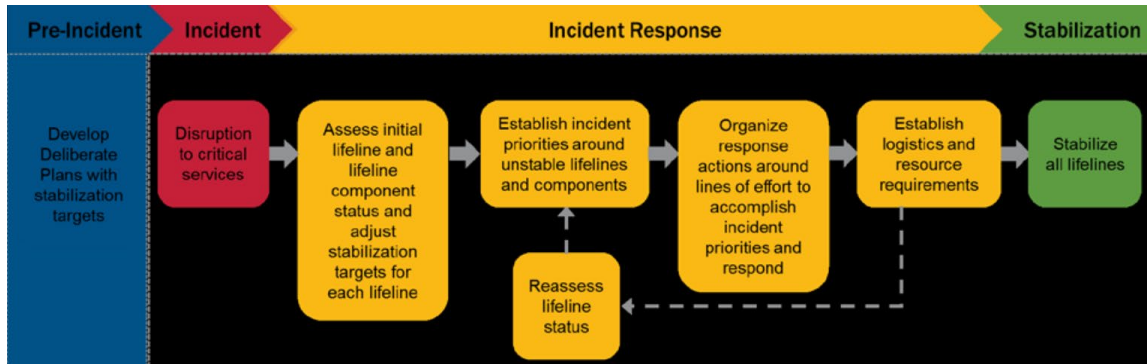 Pre-Incident
Incident
Incident Response
Stabilization
Develop
Deliberate
Plans with
stabilization
targets
Disruption
to critical
services
Assess initial
lifeline and
lifeline
component
status and
adjust
stabilization
targets for
each lifeline
Establish incident
priorities around
unstable lifelines
and components
Organize
response
actions around
lines of effort to
accomplish
incident
priorities and
respond
Establish
logistics and
resource
requirements
Stabilize
all lifelines
Reassess
lifeline
status